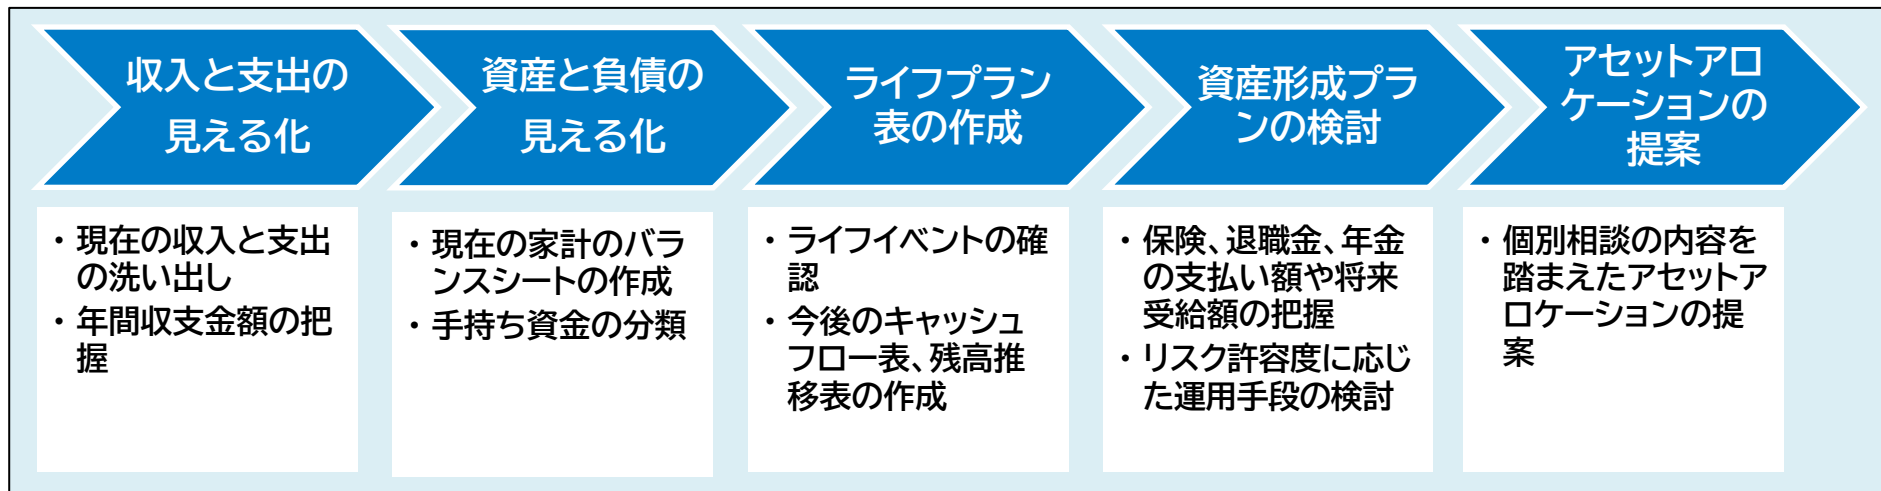 収入と支出の
見える化
資産と負債の
見える化
ライフプラン
表の作成
資産形成プラ
ンの検討
アセットアロ
ケーションの
提案
・現在の収入と支出
の洗い出し
・年間収支金額の把
握
・現在の家計のバラ
ンスシートの作成
・手持ち資金の分類
・ライフイベントの確
認
・今後のキャッシュ
フロー表、残高推
移表の作成
・保険、退職金、年金
の支払い額や将来
受給額の把握
・リスク許容度に応じ
た運用手段の検討
・個別相談の内容を
踏まえたアセットア
ロケーションの提
案